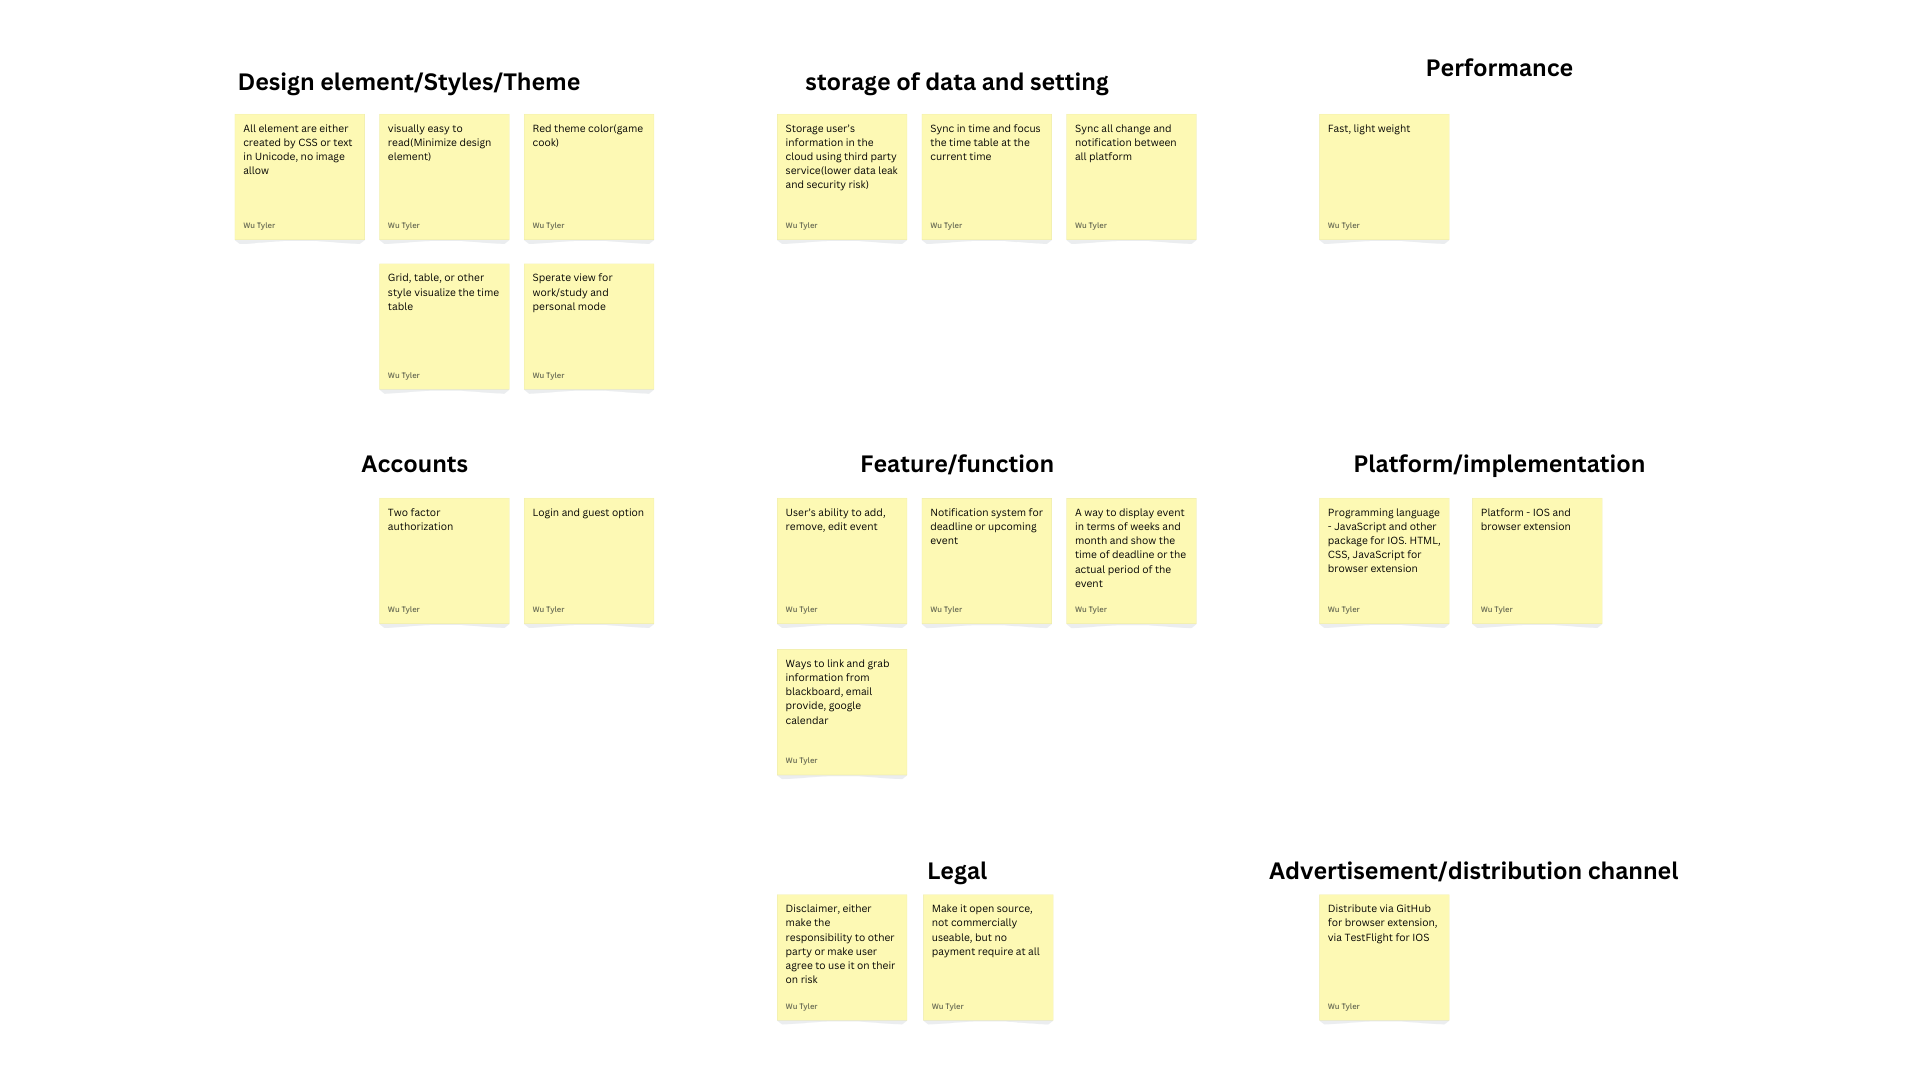 Design element/Styles/Theme
All element are either
created by CSS or text
in Unicode, no image
allow
Wu Tyler
visually easy to
read(Minimize design
element)
Wu Tyler
Red theme color(game
cook)
Wu Tyler
Grid, table, or other
style visualize the time
table
Wu Tyler
Sperate view for
work/study and
personal mode
Wu Tyler
storage of data and setting
Storage user's
information in the
cloud using third party
service(lower data leak
and security risk)
Wu Tyler
Sync in time and focus
the time table at the
current time
Wu Tyler
Sync all change and
notification between
all platform
Wu Tyler
Performance
Fast, light weight
Wu Tyler
Accounts
Two factor
authorization
Wu Tyler
Login and guest option
Wu Tyler
Feature/function
User's ability to add,
remove, edit event
Wu Tyler
Notification system for
deadline or upcoming
event
Wu Tyler
A way to display event
in terms of weeks and
month and show the
time of deadline or the
actual period of the
event
Wu Tyler
Ways to link and grab
information from
blackboard, email
provide, google
calendar
Wu Tyler
Platform/implementation
Programming language
- JavaScript and other
package for IOS. HTML,
CSS, JavaScript for
browser extension
Wu Tyler
Platform - IOS and
browser extension
Wu Tyler
Legal
Disclaimer, either
make the
responsibility to other
party or make user
agree to use it on their
on risk
Wu Tyler
Make it open source,
not commercially
useable, but no
payment require at all
Wu Tyler
Advertisement/distribution channel
Distribute via GitHub
for browser extension,
via TestFlight for IOS
Wu Tyler